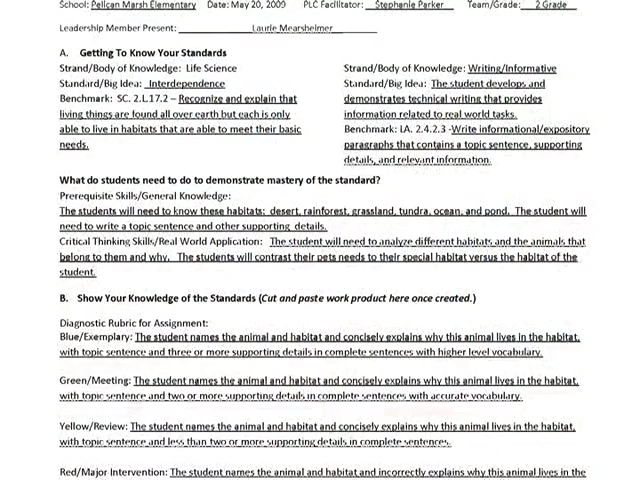 School: Pelican Marsh Elementary Date: May 20, 2009 PLC Facilitator: Stephanie Parker Team/Grade: 2 Grade
Leadership Member Present: Laurie Mearsheimer
A. Getting To Know Your Standards
Strand/Body of Knowledge: Life Science
Standard/Big Idea: Interdependence
Benchmark: SC. 2.L.17.2 – Recognize and explain that
living things are found all over earth but each is only
able to live in habitats that are able to meet their basic
needs.
Strand/Body of Knowledge: Writing/Informative
Standard/Big Idea: The student develops and
demonstrates technical writing that provides
information related to real world tasks.
Benchmark: LA. 2.4.2.3 -Write informational/expository
paragraphs that contains a topic sentence, supporting
details, and relevant information.
What do students need to do to demonstrate mastery of the standard?
Prerequisite Skills/General Knowledge:
The students will need to know these habitats: desert, rainforest, grassland, tundra, ocean, and pond. The student will
need to write a topic sentence and other supporting details.
Critical Thinking Skills/Real World Application: The student will need to analyze different habitats and the animals that
belong to them and why. The students will contrast their pets needs to their special habitat versus the habitat of the
student.
B. Show Your Knowledge of the Standards (Cut and paste work product here once created.)
Diagnostic Rubric for Assignment:
Blue/Exemplary: The student names the animal and habitat and concisely explains why this animal lives in the habitat,
with topic sentence and three or more supporting details in complete sentences with higher level vocabulary.
Green/Meeting: The student names the animal and habitat and concisely explains why this animal lives in the habitat,
with topic sentence and two or more supporting details in complete sentences with accurate vocabulary.
Yellow/Review: The student names the animal and habitat and concisely explains why this animal lives in the habitat,
with topic sentence and less than two or more supporting details in complete sentences.
Red/Major Intervention: The student names the animal and habitat and incorrectly explains why this animal lives in the